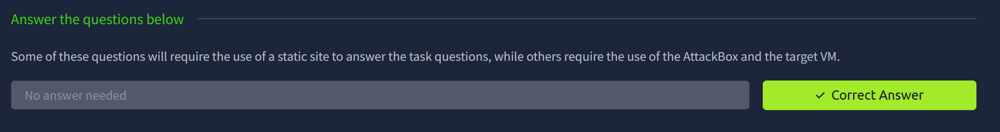 Answer the questions below
Some of these questions will require the use of a static site to answer the task questions, while others require the use of the AttackBox and the target VM.
No answer needed
✓ Correct Answer